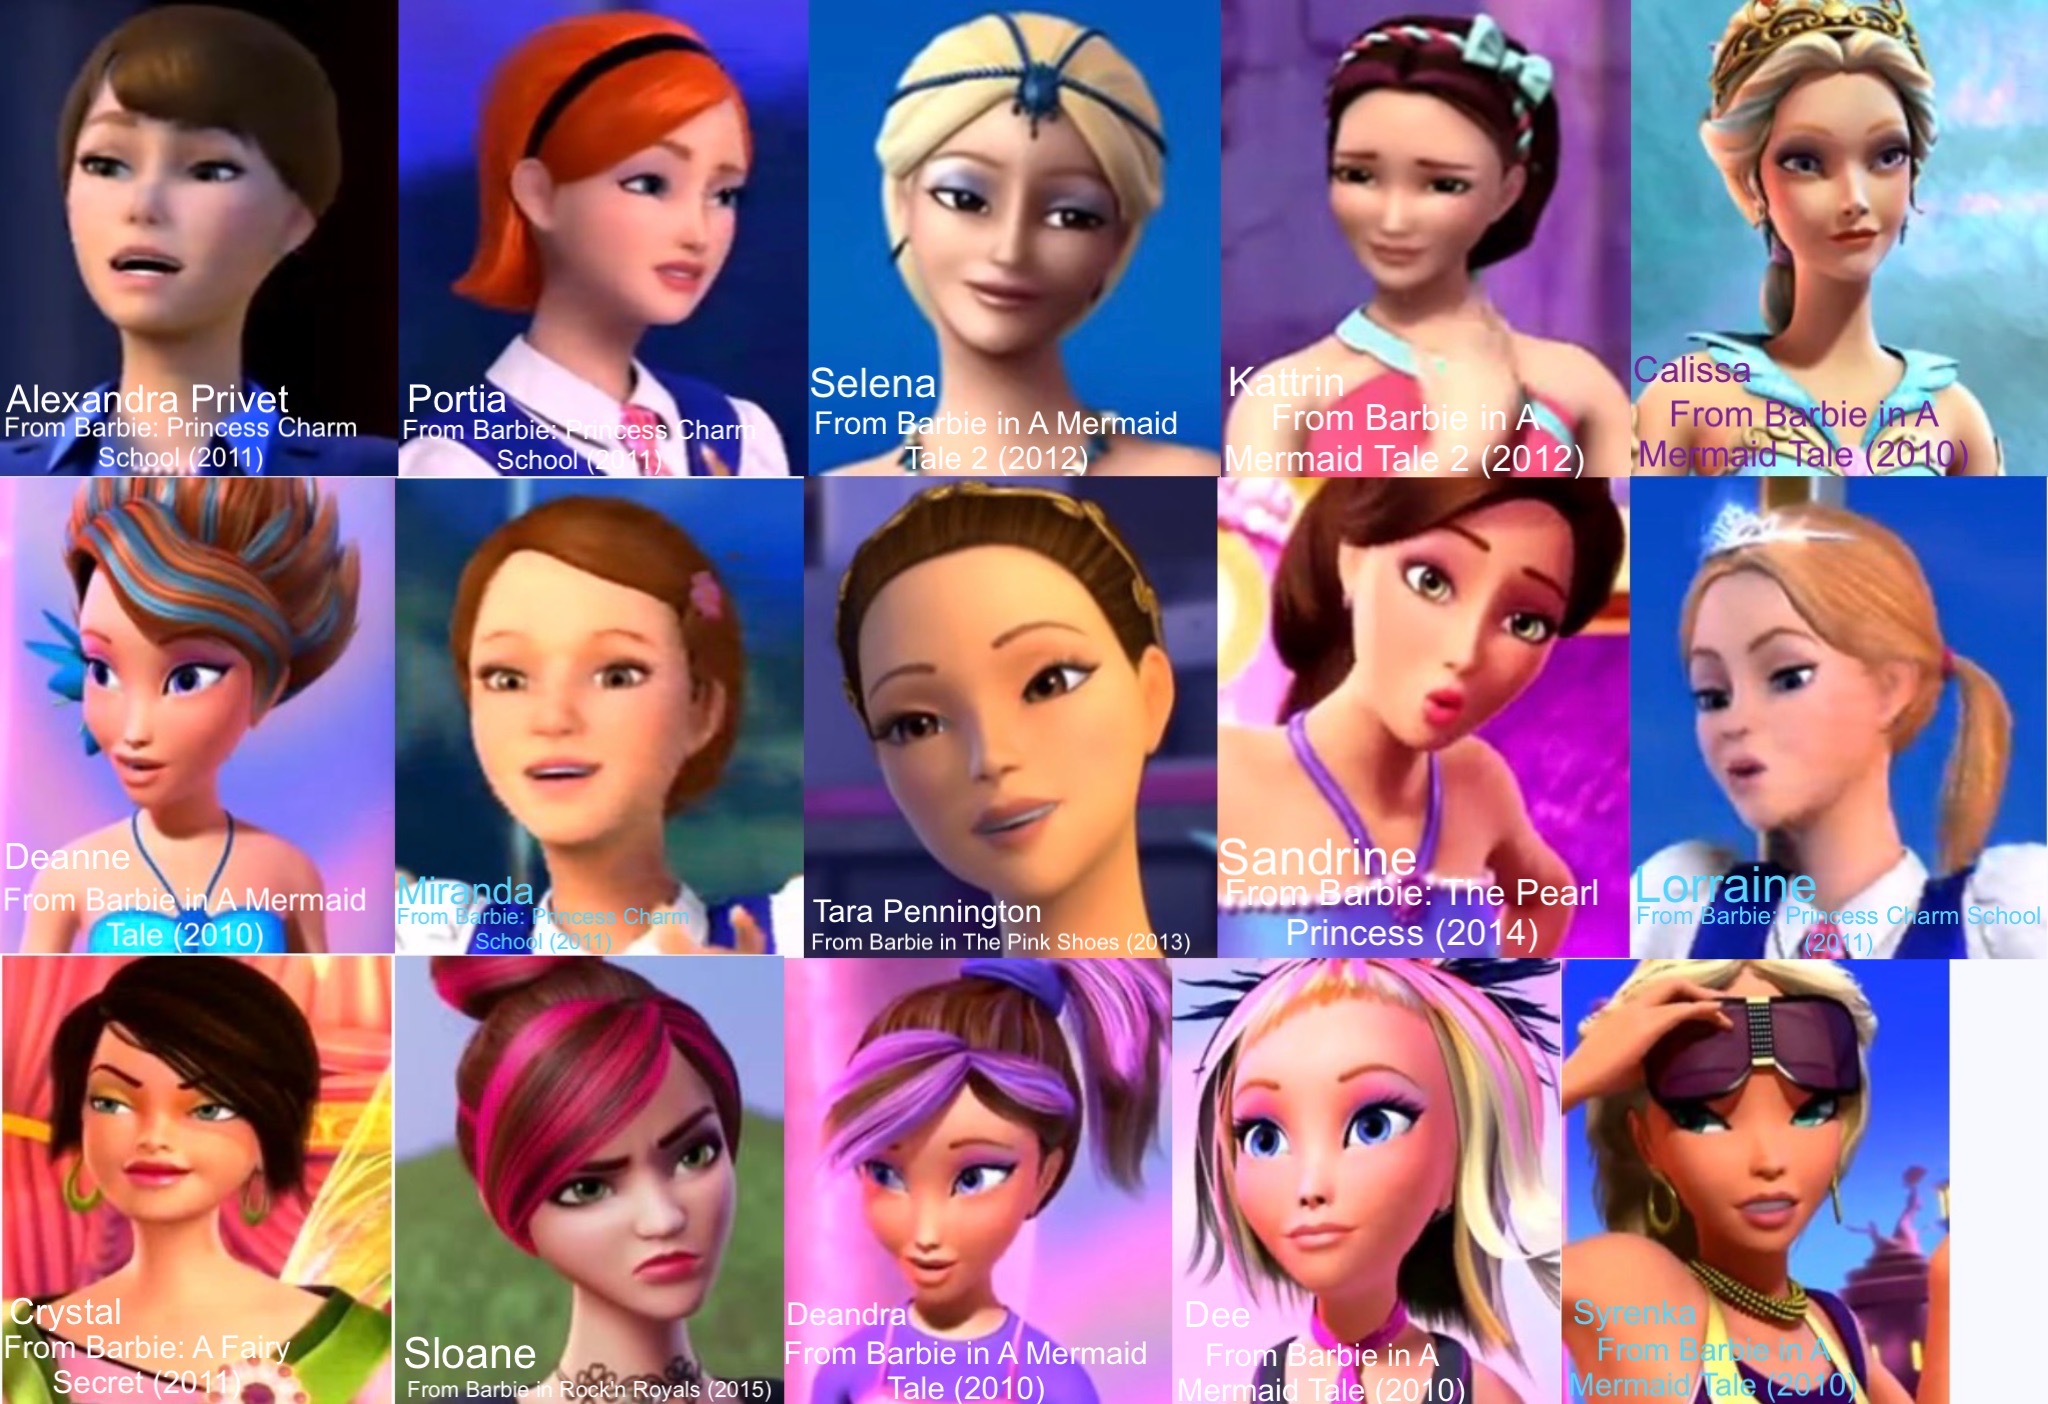 Alexandra Privet
From Barbie: Princess Charm
School (2011)
Portia
From Barbie: Princess Charm
School (2011)
Selena
From Barbie in A Mermaid
Tale 2 (2012)
Kattrin
From Barbie in A
Mermaid Tale 2 (2012)
Calissa
From Barbie in A
Mermaid Tale (2010)
Deanne
From Barbie in A Mermaid
Tale (2010)
Miranda
From Barbie: Princess Charm
School (2011)
Tara Pennington
From Barbie in The Pink Shoes (2013)
Sandrine
From Barbie: The Pearl
Princess (2014)
Lorraine
From Barbie: Princess Charm School
(2011)
Crystal
From Barbie: A Fairy
Secret (2011)
Sloane
From Barbie in Rock'n Royals (2015)
Deandra
From Barbie in A Mermaid
Tale (2010)
Dee
From Barbie in A
Mermaid Tale (2010)
Syrenka
From Barbie in A
Mermaid Tale (2010)